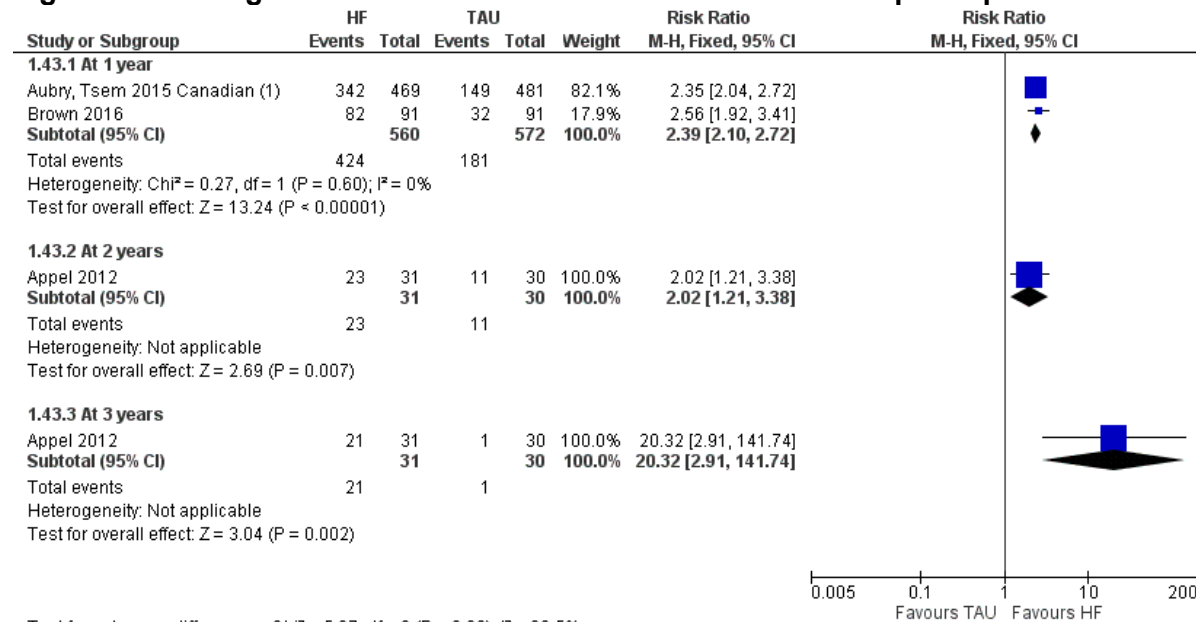 HF TAU Risk Ratio Risk Ratio
Study or Subgroup Events Total Events Total Weight M-H, Fixed, 95% CI M-H, Fixed, 95% CI
1.43.1 At 1 year
Aubry, Tsem 2015 Canadian (1) 342 469 149 481 82.1% 2.35 [2.04, 2.72]
Brown 2016 82 91 32 91 17.9% 2.56 [1.92, 3.41]
Subtotal (95% CI) 560 572 100.0% 2.39 [2.10, 2.72]
Total events 424 181
Heterogeneity: Chi² = 0.27, df = 1 (P = 0.60); I² = 0%
Test for overall effect: Z = 13.24 (P < 0.00001)
1.43.2 At 2 years
Appel 2012 23 31 11 30 100.0% 2.02 [1.21, 3.38]
Subtotal (95% CI) 31 30 100.0% 2.02 [1.21, 3.38]
Total events 23 11
Heterogeneity: Not applicable
Test for overall effect: Z = 2.69 (P = 0.007)
1.43.3 At 3 years
Appel 2012 21 31 1 30 100.0% 20.32 [2.91, 141.74]
Subtotal (95% CI) 31 30 100.0% 20.32 [2.91, 141.74]
Total events 21 1
Heterogeneity: Not applicable
Test for overall effect: Z = 3.04 (P = 0.002)
0.005 0.1 1 10 200
Favours TAU Favours HF